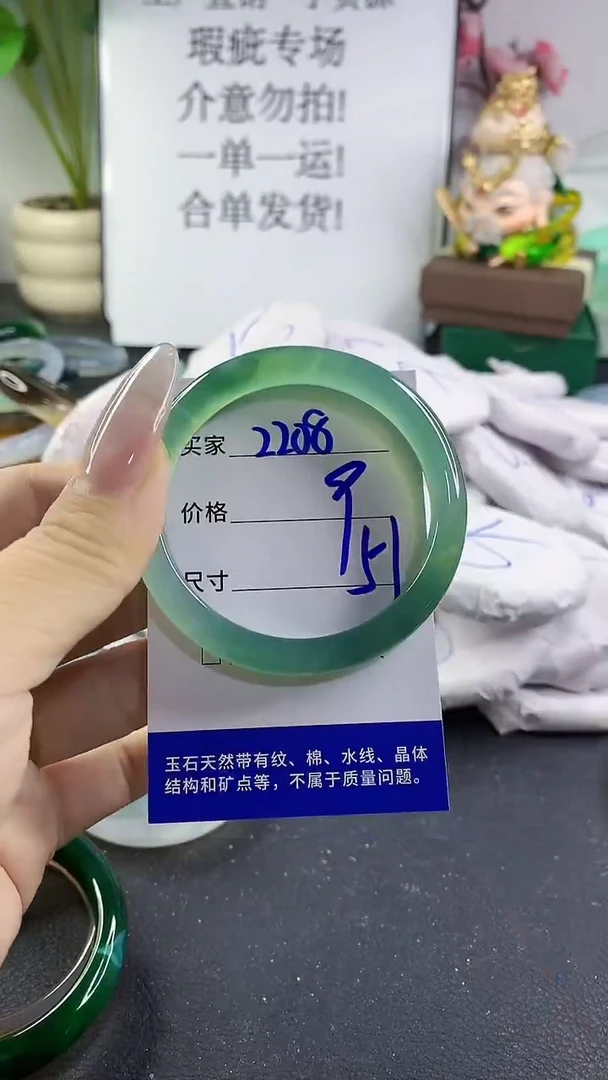 瑕疵专场
介意勿拍!
一单一运!
合单发货!
买家 2208
价格
尺寸 51
玉石天然带有纹、棉、水线、晶体
结构和矿点等，不属于质量问题。